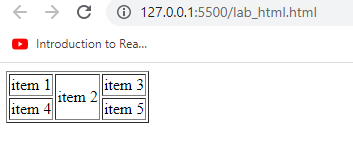 127.0.0.1:5500/lab_html.html
Introduction to Rea...
item 1 item 2 item 3
item 4 item 5